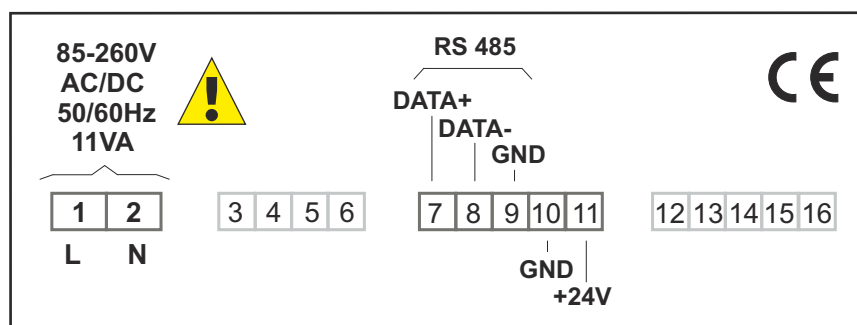 85-260V
AC/DC
50/60Hz
11VA
RS 485
CE
DATA+
DATA-
GND
1 2 3 4 5 6 7 8 9 10 11 12 13 14 15 16
L N
GND
+24V